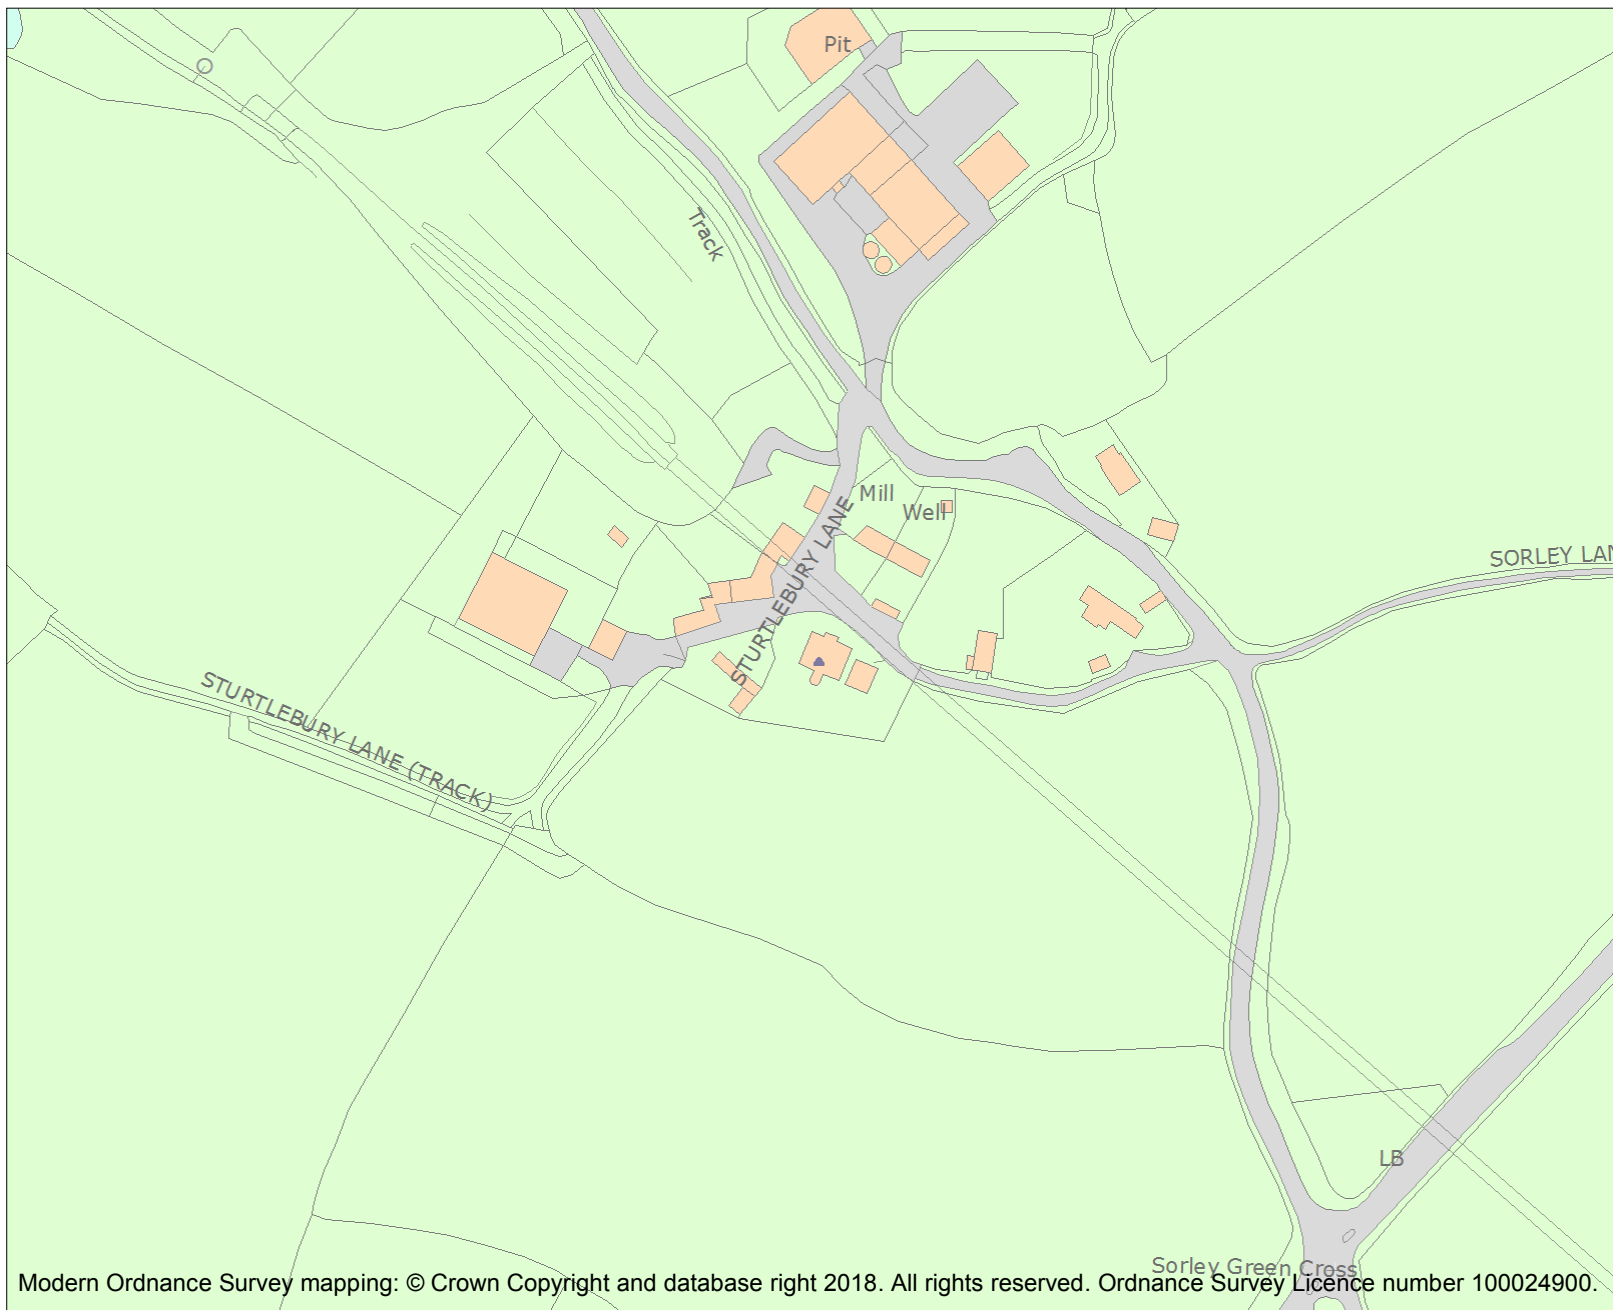 Pit
Track
Mill
Well
STURTLEBURY LANE
SORLEY LAN
STURTLEBURY LANE (TRACK)
LB
Sorley Green Cross
Modern Ordnance Survey mapping: © Crown Copyright and database right 2018. All rights reserved. Ordnance Survey Licence number 100024900.